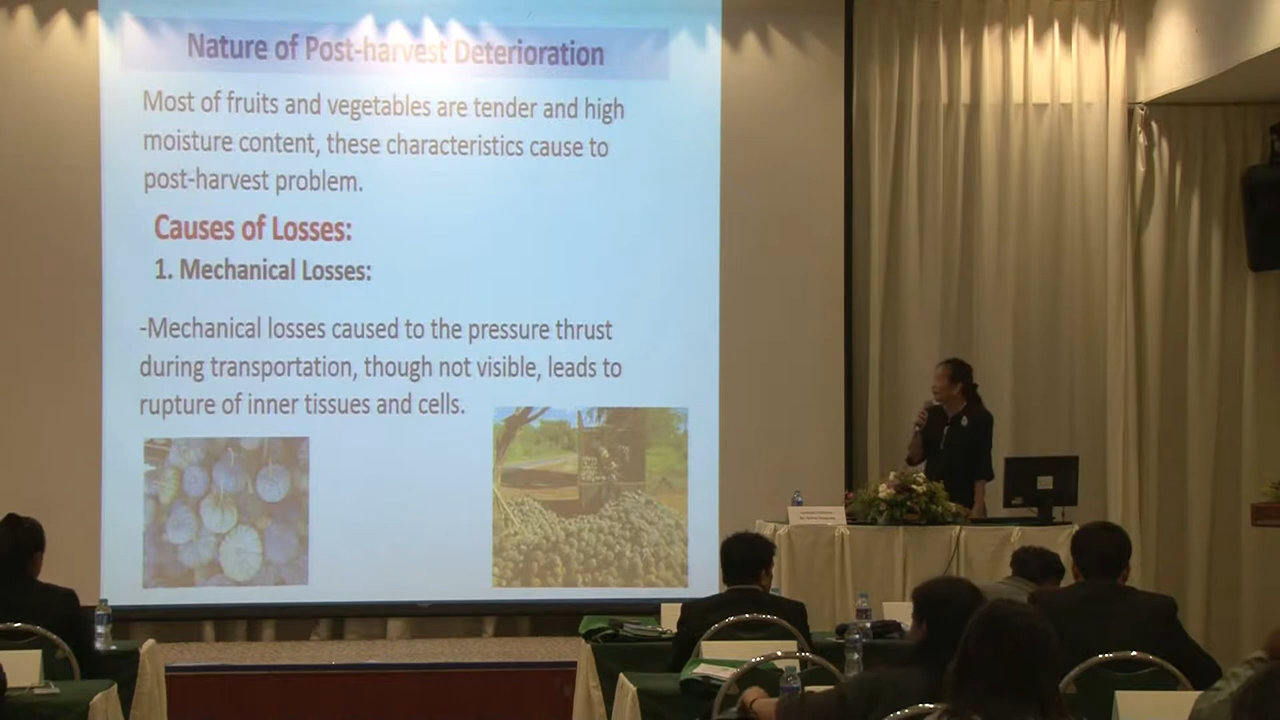 Nature of Post-harvest Deterioration
Most of fruits and vegetables are tender and high
moisture content, these characteristics cause to
post-harvest problem.
Causes of Losses:
1. Mechanical Losses:
-Mechanical losses caused to the pressure thrust
during transportation, though not visible, leads to
rupture of inner tissues and cells.